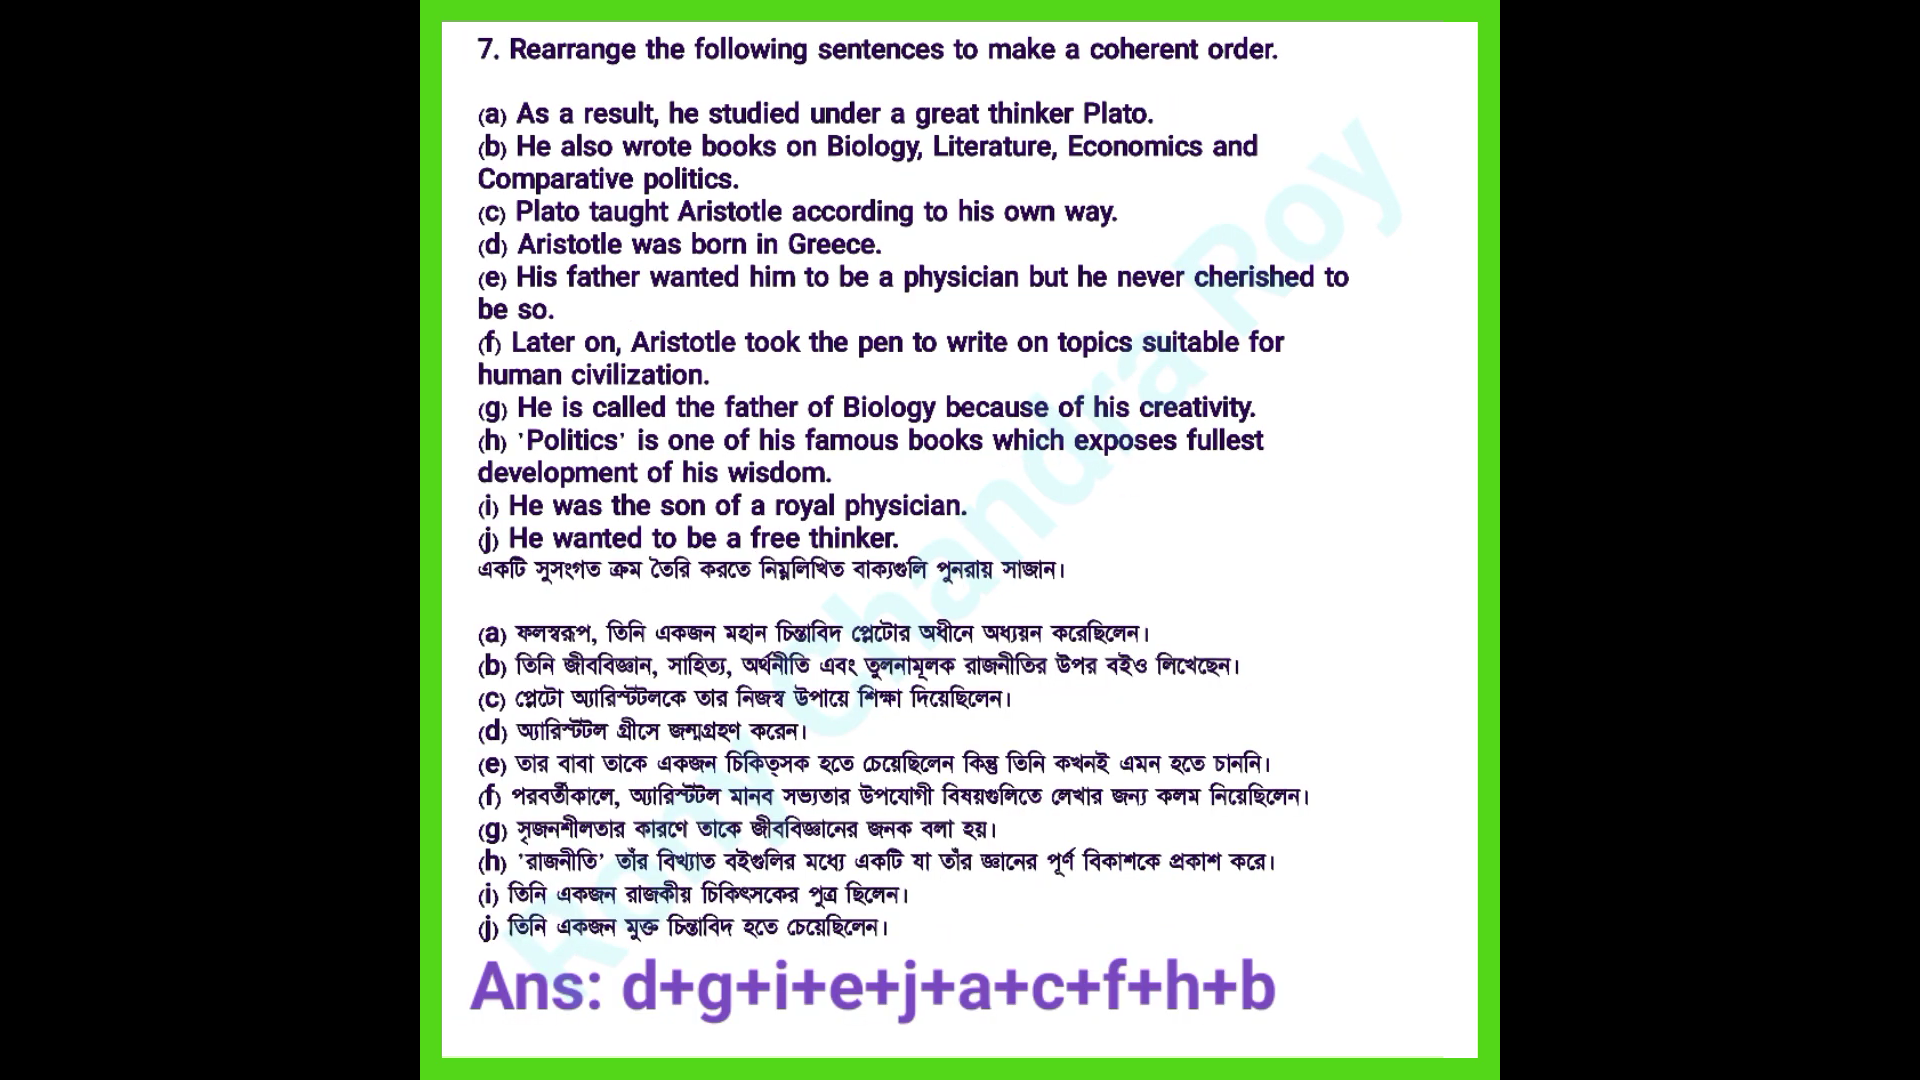 7. Rearrange the following sentences to make a coherent order.
(a) As a result, he studied under a great thinker Plato.
(b) He also wrote books on Biology, Literature, Economics and
Comparative politics.
(c) Plato taught Aristotle according to his own way.
(d) Aristotle was born in Greece.
(e) His father wanted him to be a physician but he never cherished to
be so.
(f) Later on, Aristotle took the pen to write on topics suitable for
human civilization.
(g) He is called the father of Biology because of his creativity.
(h) 'Politics' is one of his famous books which exposes fullest
development of his wisdom.
(i) He was the son of a royal physician.
(j) He wanted to be a free thinker.
একটি সুসংগত ক্রম তৈরি করতে নিম্নলিখিত বাক্যগুলি পুনরায় সাজান।
(a) ফলস্বরূপ, তিনি একজন মহান চিন্তাবিদ প্লেটোর অধীনে অধ্যয়ন করেছিলেন।
(b) তিনি জীববিজ্ঞান, সাহিত্য, অর্থনীতি এবং তুলনামূলক রাজনীতির উপর বইও লিখেছেন।
(c) প্লেটো অ্যারিস্টটলকে তার নিজস্ব উপায়ে শিক্ষা দিয়েছিলেন।
(d) অ্যারিস্টটল গ্রীসে জন্মগ্রহণ করেন।
(e) তার বাবা তাকে একজন চিকিত্সক হতে চেয়েছিলেন কিন্তু তিনি কখনই এমন হতে চাননি।
(f) পরবর্তীকালে, অ্যারিস্টটল মানব সভ্যতার উপযোগী বিষয়গুলিতে লেখার জন্য কলম নিয়েছিলেন।
(g) সৃজনশীলতার কারণে তাকে জীববিজ্ঞানের জনক বলা হয়।
(h) 'রাজনীতি' তাঁর বিখ্যাত বইগুলির মধ্যে একটি যা তাঁর জ্ঞানের পূর্ণ বিকাশকে প্রকাশ করে।
(i) তিনি একজন রাজকীয় চিকিৎসকের পুত্র ছিলেন।
(j) তিনি একজন মুক্ত চিন্তাবিদ হতে চেয়েছিলেন।
Ans: d+g+i+e+j+a+c+f+h+b
Chandra Roy